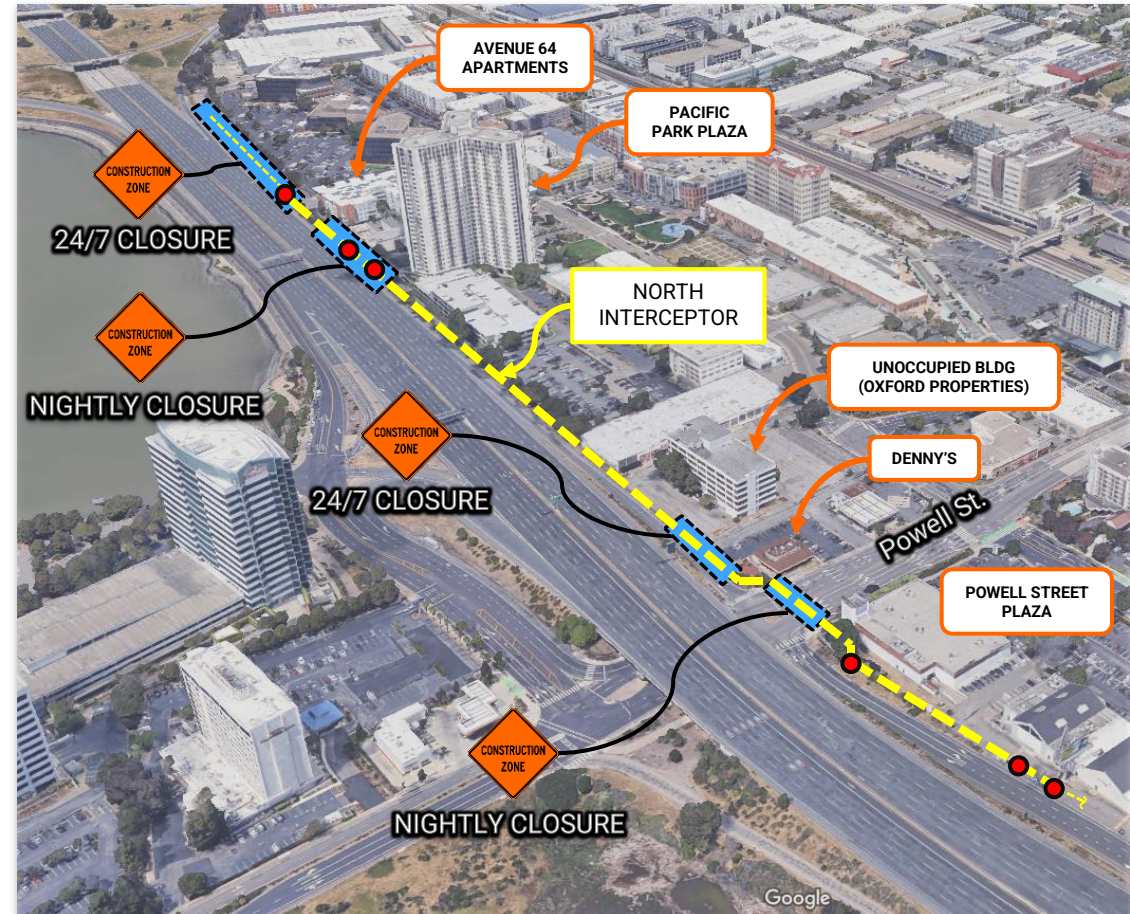 AVENUE 64
APARTMENTS
PACIFIC
PARK PLAZA
CONSTRUCTION
ZONE
24/7 CLOSURE
NORTH
INTERCEPTOR
CONSTRUCTION
ZONE
NIGHTLY CLOSURE
UNOCCUPIED BLDG
(OXFORD PROPERTIES)
CONSTRUCTION
ZONE
24/7 CLOSURE
DENNY'S
Powell St.
POWELL STREET
PLAZA
CONSTRUCTION
ZONE
NIGHTLY CLOSURE
Google